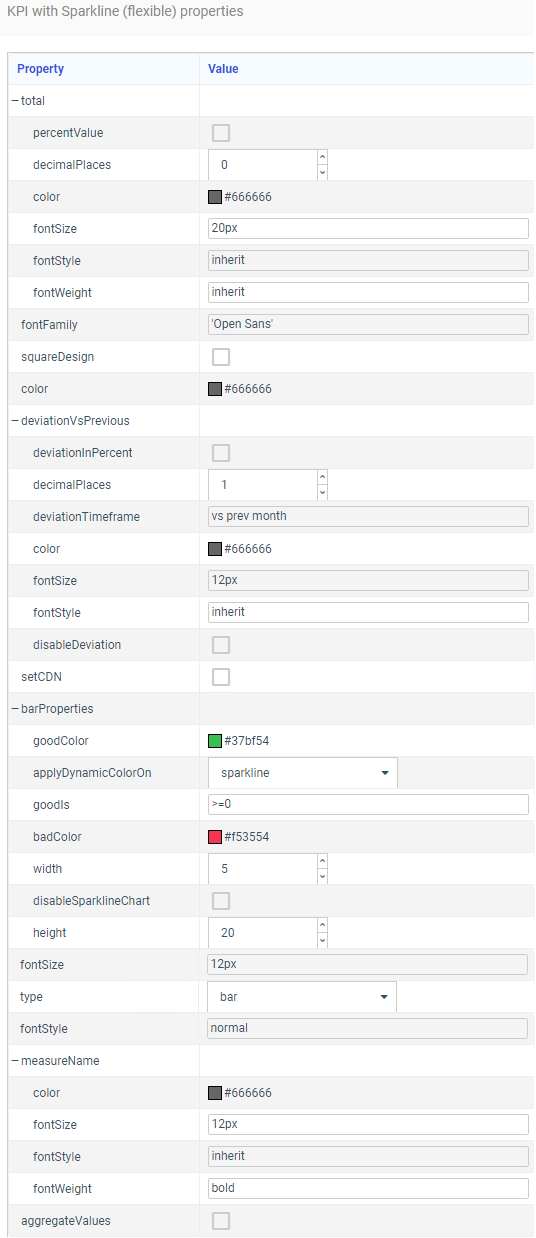 KPI with Sparkline (flexible) properties
Property Value
total
percentValue
decimalPlaces 0
color #666666
fontSize 20px
fontStyle inherit
fontWeight inherit
fontFamily 'Open Sans'
squareDesign
color #666666
deviationVsPrevious
deviationInPercent
decimalPlaces 1
deviationTimeframe vs prev month
color #666666
fontSize 12px
fontStyle inherit
disableDeviation
setCDN
barProperties
goodColor #37bf54
applyDynamicColorOn sparkline
goodIs >=0
badColor #f53554
width 5
disableSparklineChart
height 20
fontSize 12px
type bar
fontStyle normal
measureName
color #666666
fontSize 12px
fontStyle inherit
fontWeight bold
aggregateValues